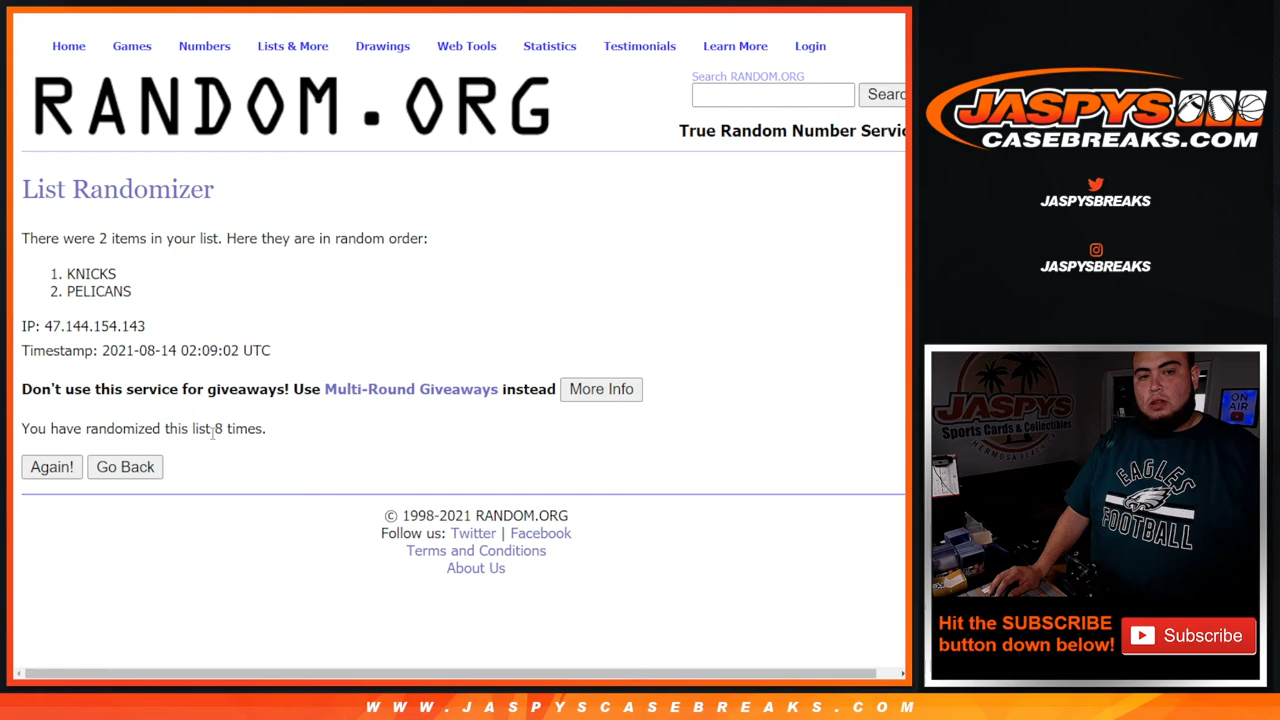 Home Games Numbers Lists & More Drawings Web Tools Statistics Testimonials Learn More Login
RANDOM.ORG
Search RANDOM.ORG
Searc
True Random Number Servic
List Randomizer
There were 2 items in your list. Here they are in random order:
1. KNICKS
2. PELICANS
IP: 47.144.154.143
Timestamp: 2021-08-14 02:09:02 UTC
Don't use this service for giveaways! Use Multi-Round Giveaways instead More Info
You have randomized this list 8 times.
Again! Go Back
© 1998-2021 RANDOM.ORG
Follow us: Twitter | Facebook
Terms and Conditions
About Us
JASPYS
CASEBREAKS.COM
JASPYSBREAKS
JASPYSBREAKS
JASPYS
Sports Cards & Collectibles
HERMOSA BEACH
ON
AIR
EAGLES
FOOTBALL
Hit the SUBSCRIBE
button down below!
Subscribe
WWW.JASPYSCASEBREAKS.COM